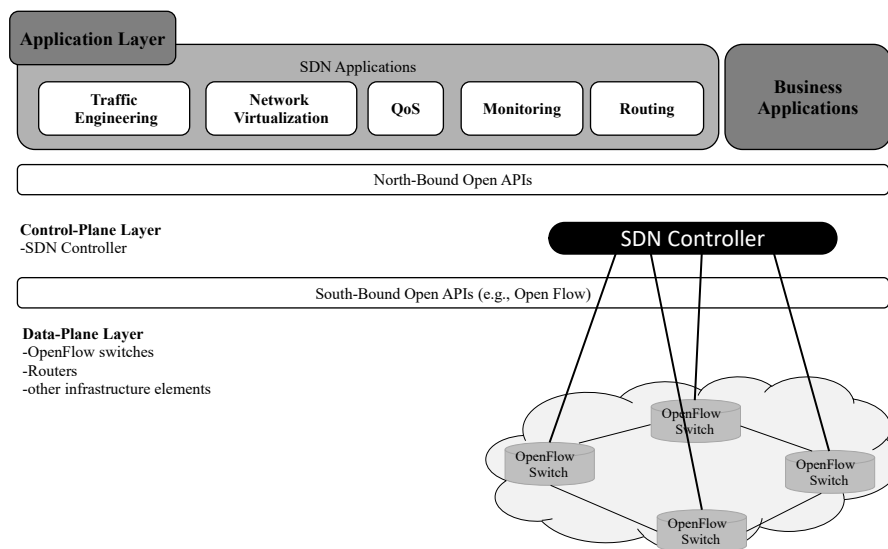 Application Layer
SDN Applications
Traffic
Engineering
Network
Virtualization
QoS
Monitoring
Routing
Business
Applications
North-Bound Open APIs
Control-Plane Layer
-SDN Controller
SDN Controller
South-Bound Open APIs (e.g., Open Flow)
Data-Plane Layer
-OpenFlow switches
-Routers
-other infrastructure elements
OpenFlow
Switch
OpenFlow
Switch
OpenFlow
Switch
OpenFlow
Switch